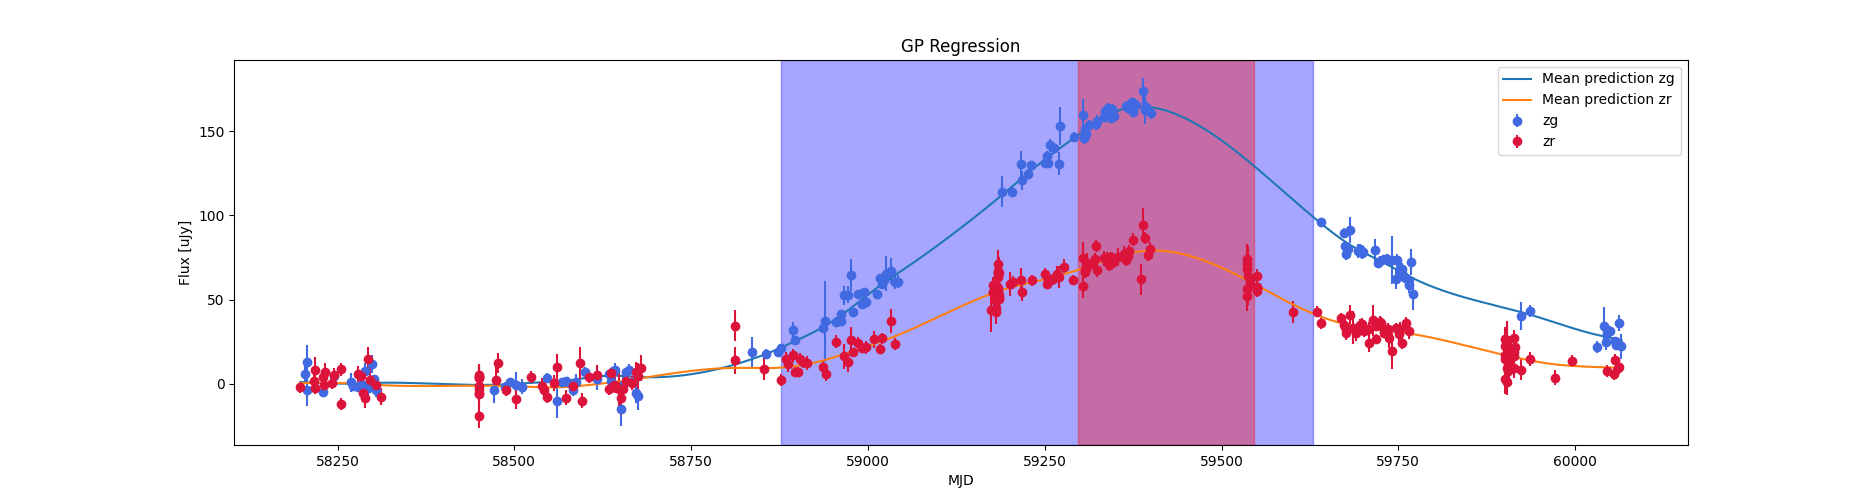 GP Regression
Mean prediction zg
Mean prediction zr
zg
zr
Flux [uJy]
150
100
50
0
58250 58500 58750 59000 59250 59500 59750 60000
MJD